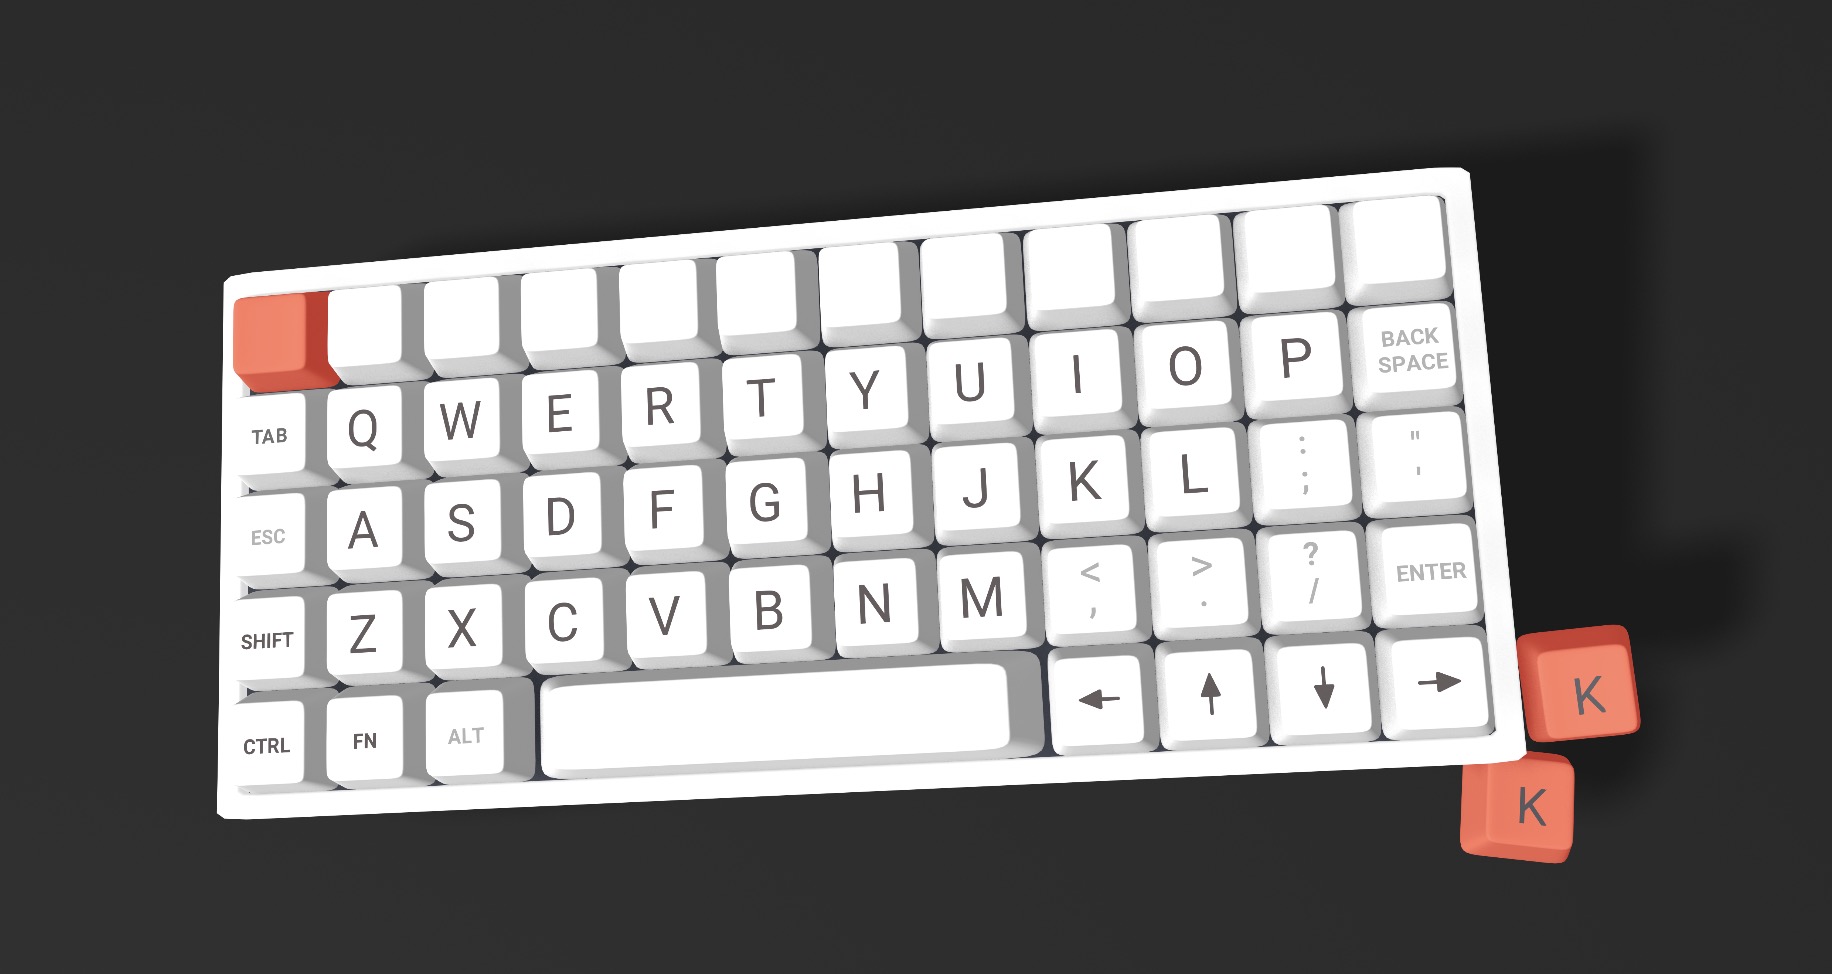 TAB Q W E R T Y U I O P BACK SPACE
ESC A S D F G H J K L : ; " '
SHIFT Z X C V B N M < , > . ? / ENTER
CTRL FN ALT ← ↑ ↓ →
K
K